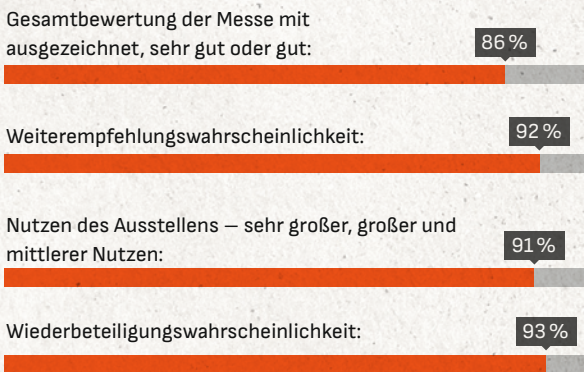 Gesamtbewertung der Messe mit
ausgezeichnet, sehr gut oder gut:
86 %
Weiterempfehlungswahrscheinlichkeit:
92 %
Nutzen des Ausstellens – sehr großer, großer und
mittlerer Nutzen:
91 %
Wiederbeteiligungswahrscheinlichkeit:
93 %